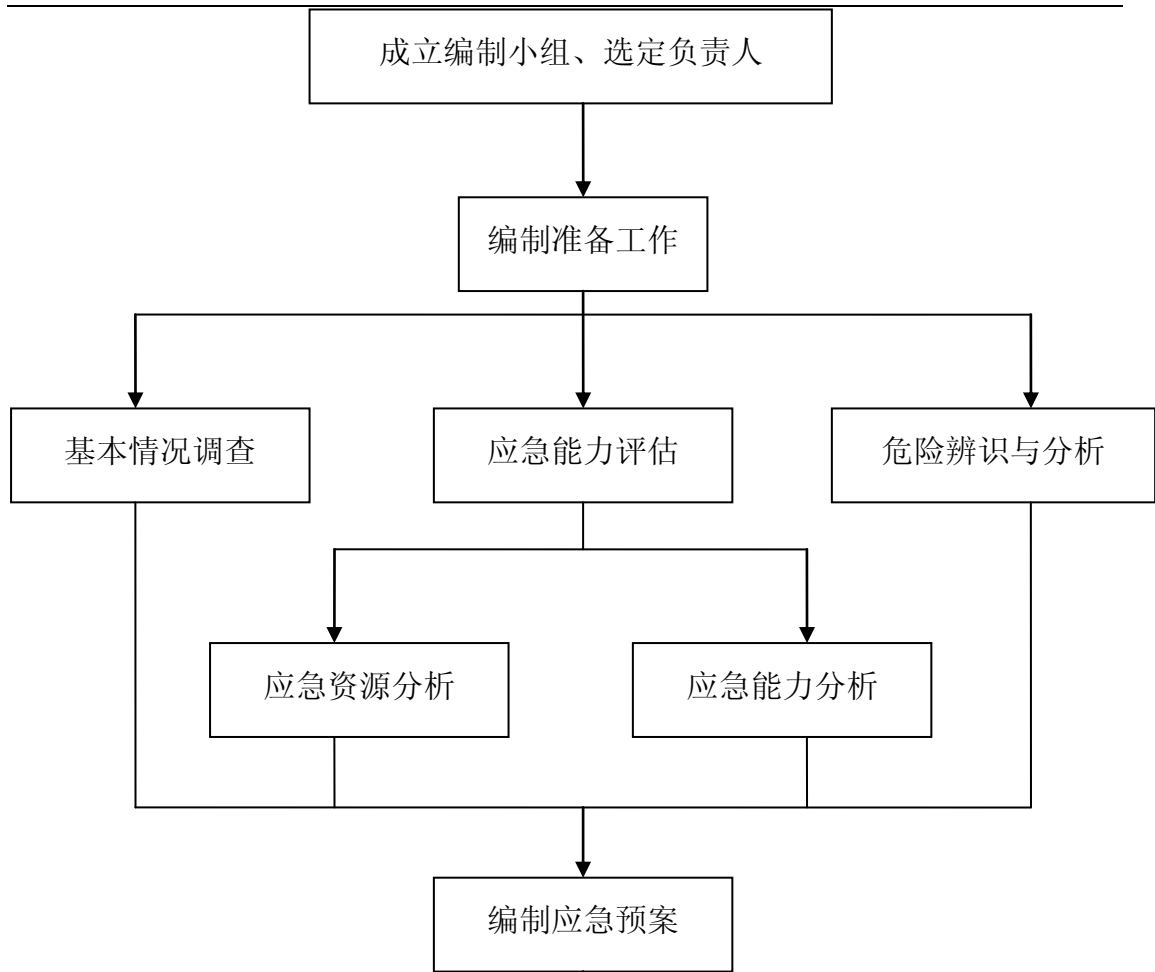 成立编制小组、选定负责人
编制准备工作
基本情况调查
应急能力评估
危险辨识与分析
应急资源分析
应急能力分析
编制应急预案